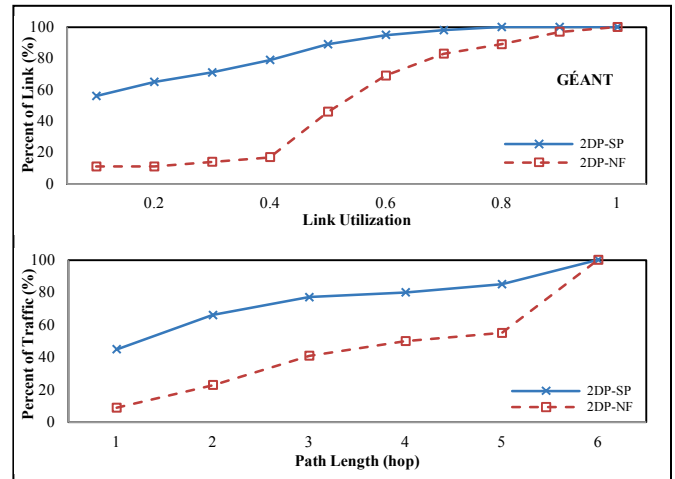 100
80
60
40
20
0
Percent of Link (%)
GÉANT
2DP-SP
2DP-NF
0.2 0.4 0.6 0.8 1
Link Utilization
100
80
60
40
20
0
Percent of Traffic (%)
2DP-SP
2DP-NF
1 2 3 4 5 6
Path Length (hop)